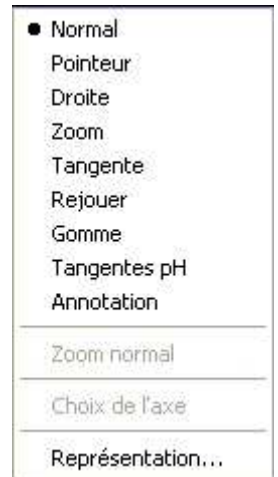 Normal
Pointeur
Droite
Zoom
Tangente
Rejouer
Gomme
Tangentes pH
Annotation
Zoom normal
Choix de l'axe
Représentation...